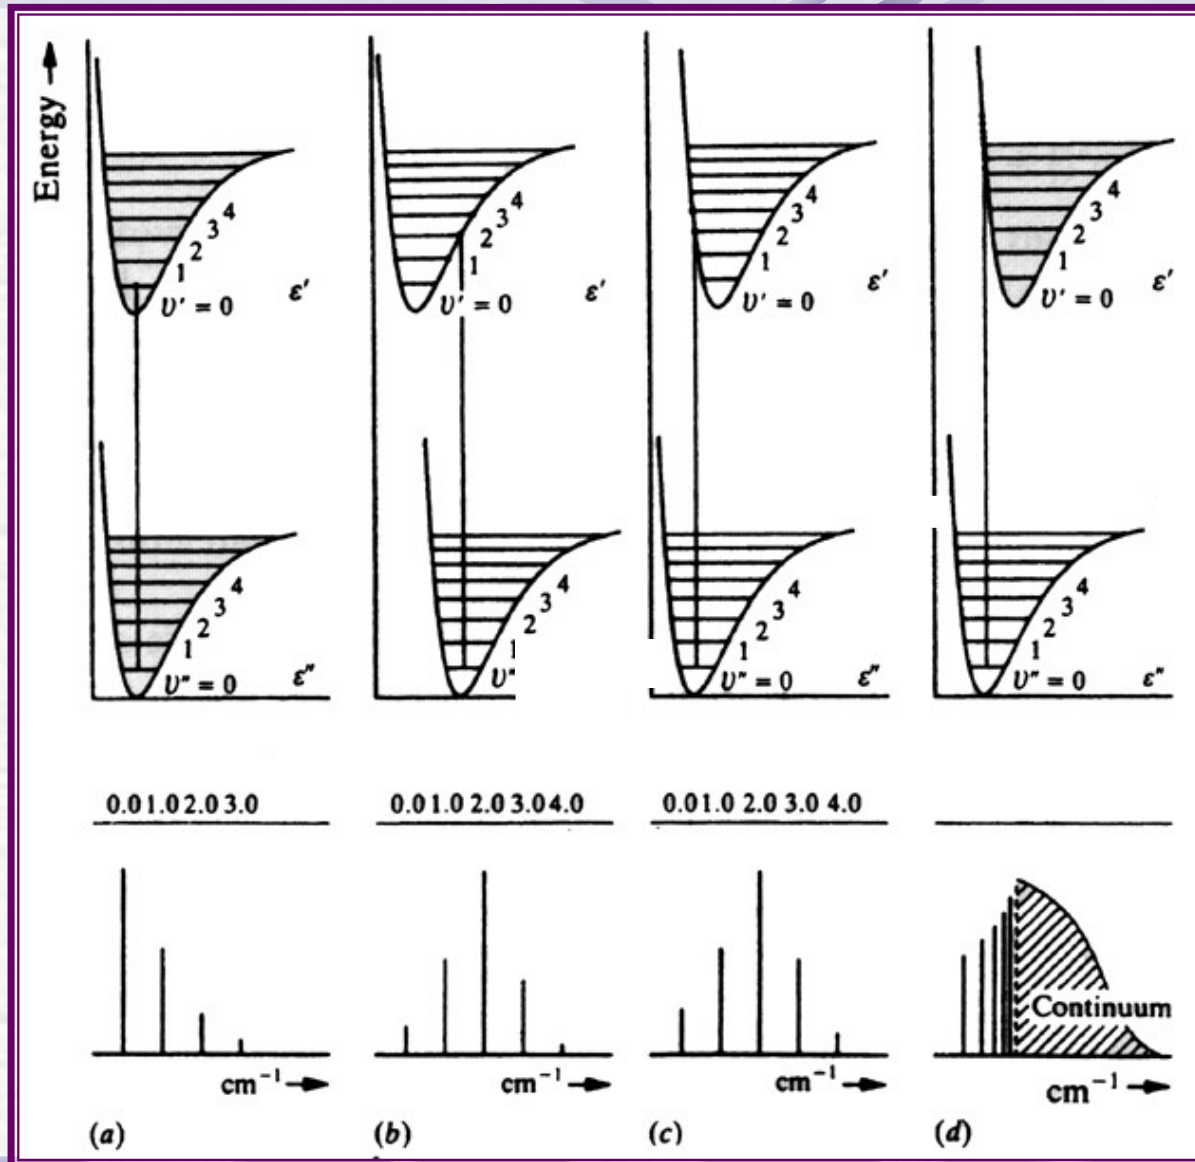 Energy →
4
3
2
1
υ′ = 0
ε′
4
3
2
1
υ′ = 0
ε′
4
3
2
1
υ′ = 0
ε′
4
3
2
1
υ′ = 0
ε′
4
3
2
1
υ″ = 0
ε″
4
3
2
1
υ″
4
3
2
1
υ″ = 0
ε″
4
3
2
1
υ″ = 0
ε″
0.0 1.0 2.0 3.0
0.0 1.0 2.0 3.0 4.0
0.0 1.0 2.0 3.0 4.0
Continuum
cm⁻¹ →
cm⁻¹ →
cm⁻¹ →
cm⁻¹ →
(a)
(b)
(c)
(d)